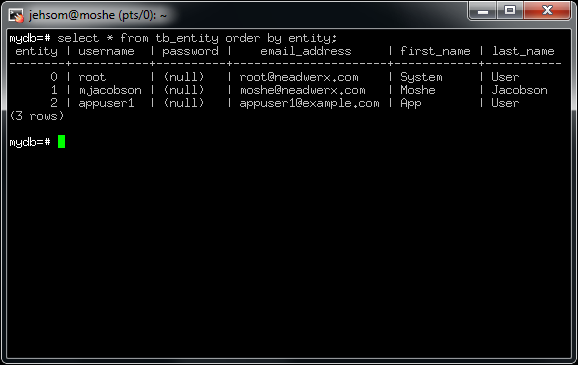 jehsom@moshe (pts/0): ~
mydb=# select * from tb_entity order by entity;
 entity | username  | password |    email_address     | first_name | last_name
--------+-----------+----------+----------------------+------------+-----------
      0 | root      | (null)   | root@neadwerx.com    | System     | User
      1 | mjacobson | (null)   | moshe@neadwerx.com   | Moshe      | Jacobson
      2 | appuser1  | (null)   | appuser1@example.com | App        | User
(3 rows)
mydb=#